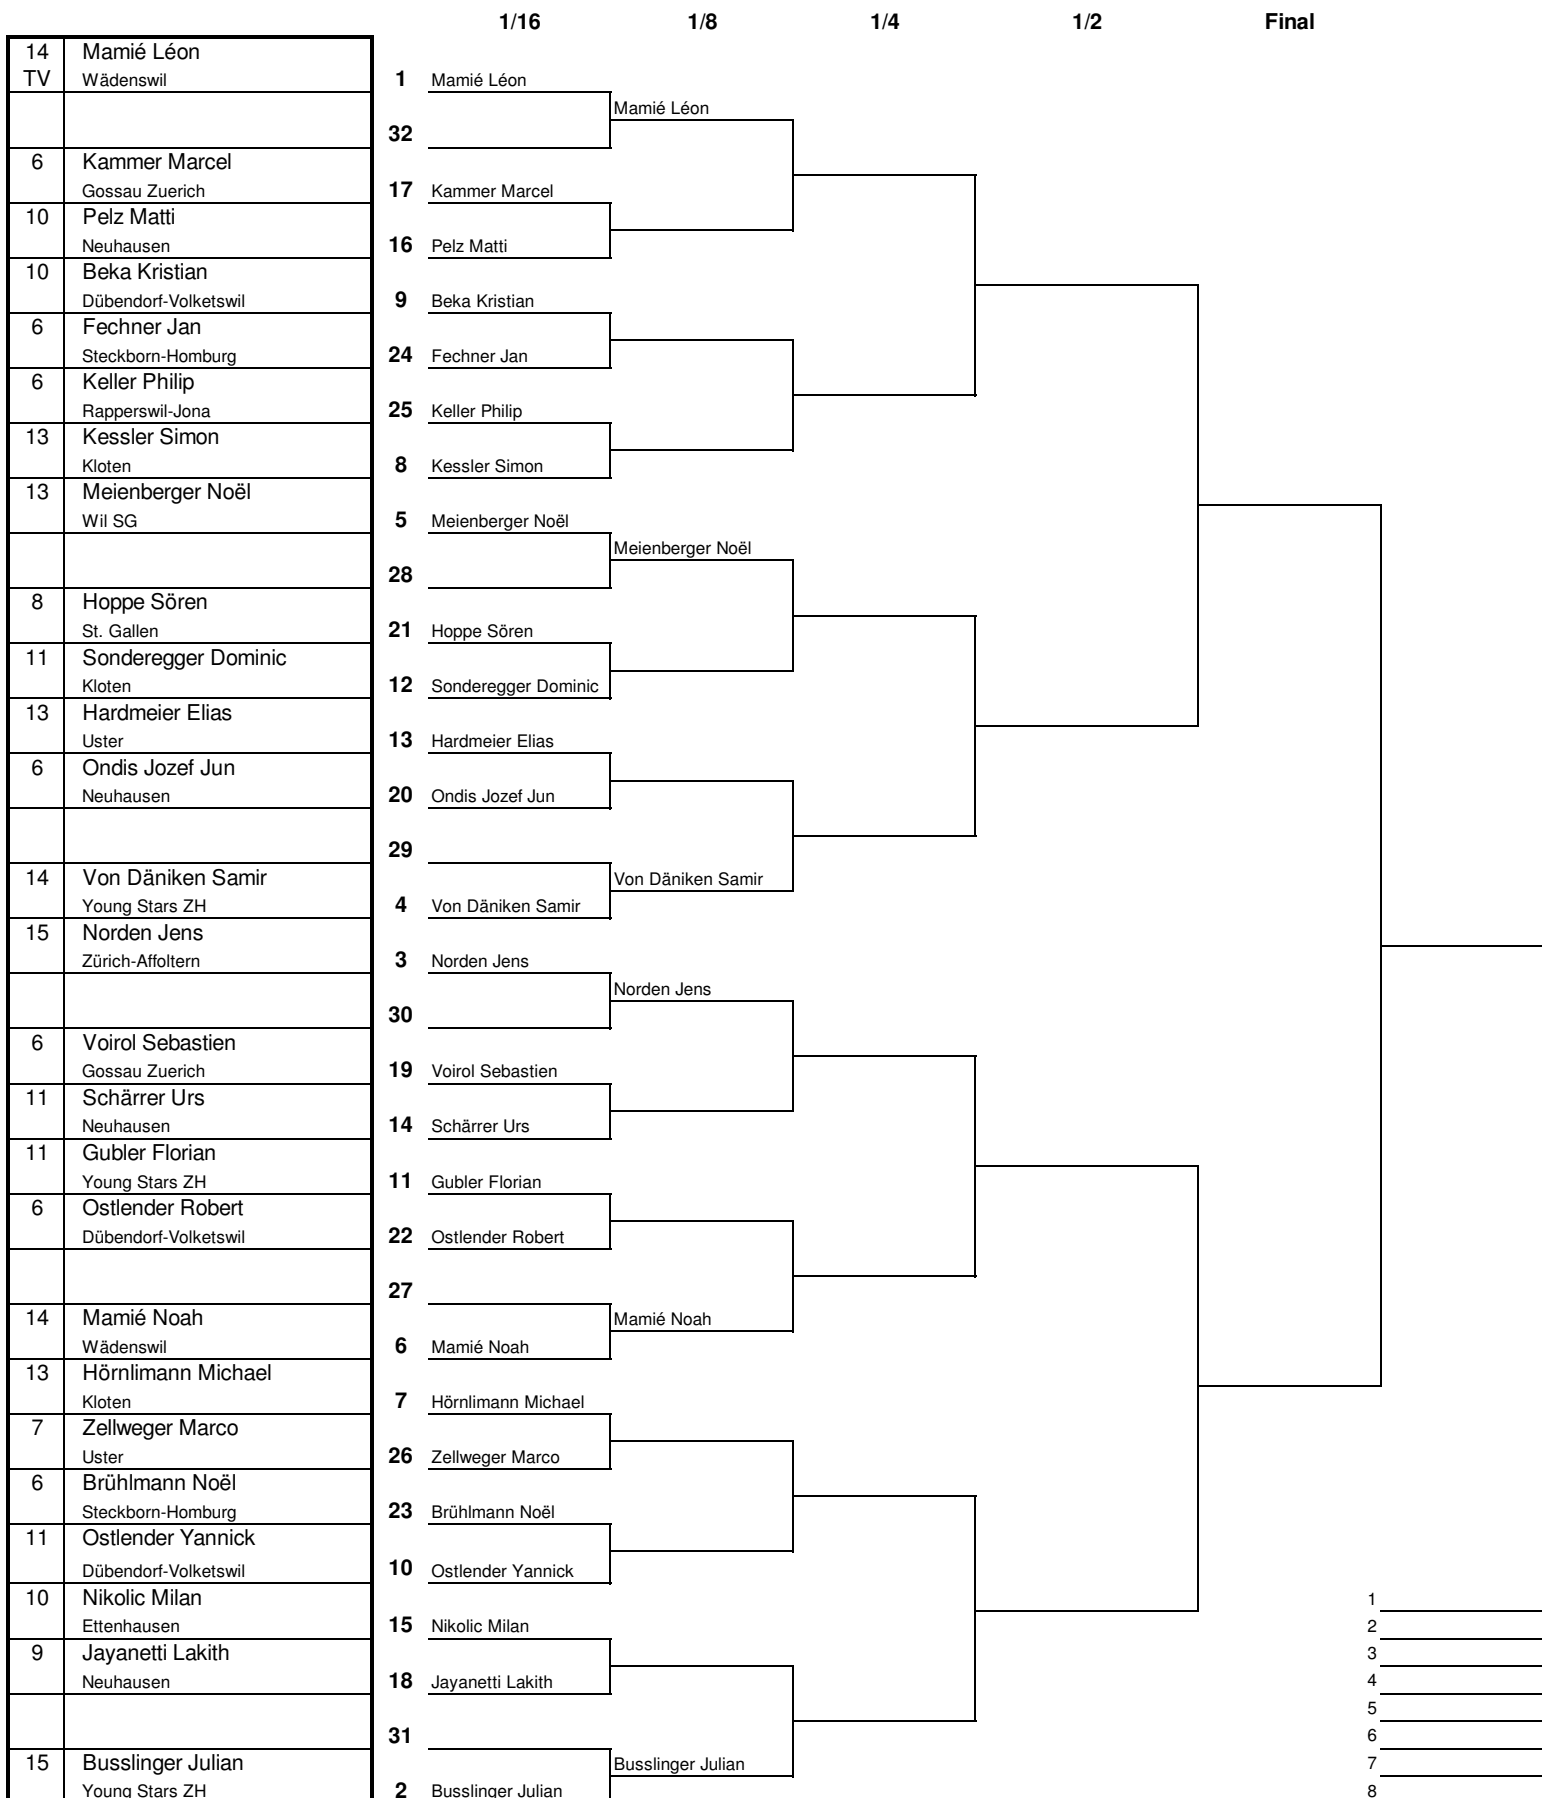 1/16 1/8 1/4 1/2 Final
14 Mamié Léon
TV Wädenswil 1 Mamié Léon
Mamié Léon
32
6 Kammer Marcel
Gossau Zuerich 17 Kammer Marcel
10 Pelz Matti
Neuhausen 16 Pelz Matti
10 Beka Kristian
Dübendorf-Volketswil 9 Beka Kristian
6 Fechner Jan
Steckborn-Homburg 24 Fechner Jan
6 Keller Philip
Rapperswil-Jona 25 Keller Philip
13 Kessler Simon
Kloten 8 Kessler Simon
13 Meienberger Noël
Wil SG 5 Meienberger Noël
Meienberger Noël
28
8 Hoppe Sören
St. Gallen 21 Hoppe Sören
11 Sonderegger Dominic
Kloten 12 Sonderegger Dominic
13 Hardmeier Elias
Uster 13 Hardmeier Elias
6 Ondis Jozef Jun
Neuhausen 20 Ondis Jozef Jun
29
14 Von Däniken Samir Von Däniken Samir
Young Stars ZH 4 Von Däniken Samir
15 Norden Jens
Zürich-Affoltern 3 Norden Jens
Norden Jens
30
6 Voirol Sebastien
Gossau Zuerich 19 Voirol Sebastien
11 Schärrer Urs
Neuhausen 14 Schärrer Urs
11 Gubler Florian
Young Stars ZH 11 Gubler Florian
6 Ostlender Robert
Dübendorf-Volketswil 22 Ostlender Robert
27
14 Mamié Noah Mamié Noah
Wädenswil 6 Mamié Noah
13 Hörnlimann Michael
Kloten 7 Hörnlimann Michael
7 Zellweger Marco
Uster 26 Zellweger Marco
6 Brühlmann Noël
Steckborn-Homburg 23 Brühlmann Noël
11 Ostlender Yannick
Dübendorf-Volketswil 10 Ostlender Yannick
10 Nikolic Milan 1
Ettenhausen 15 Nikolic Milan 2
9 Jayanetti Lakith 3
Neuhausen 18 Jayanetti Lakith 4
5
31 6
15 Busslinger Julian Busslinger Julian 7
Young Stars ZH 2 Busslinger Julian 8